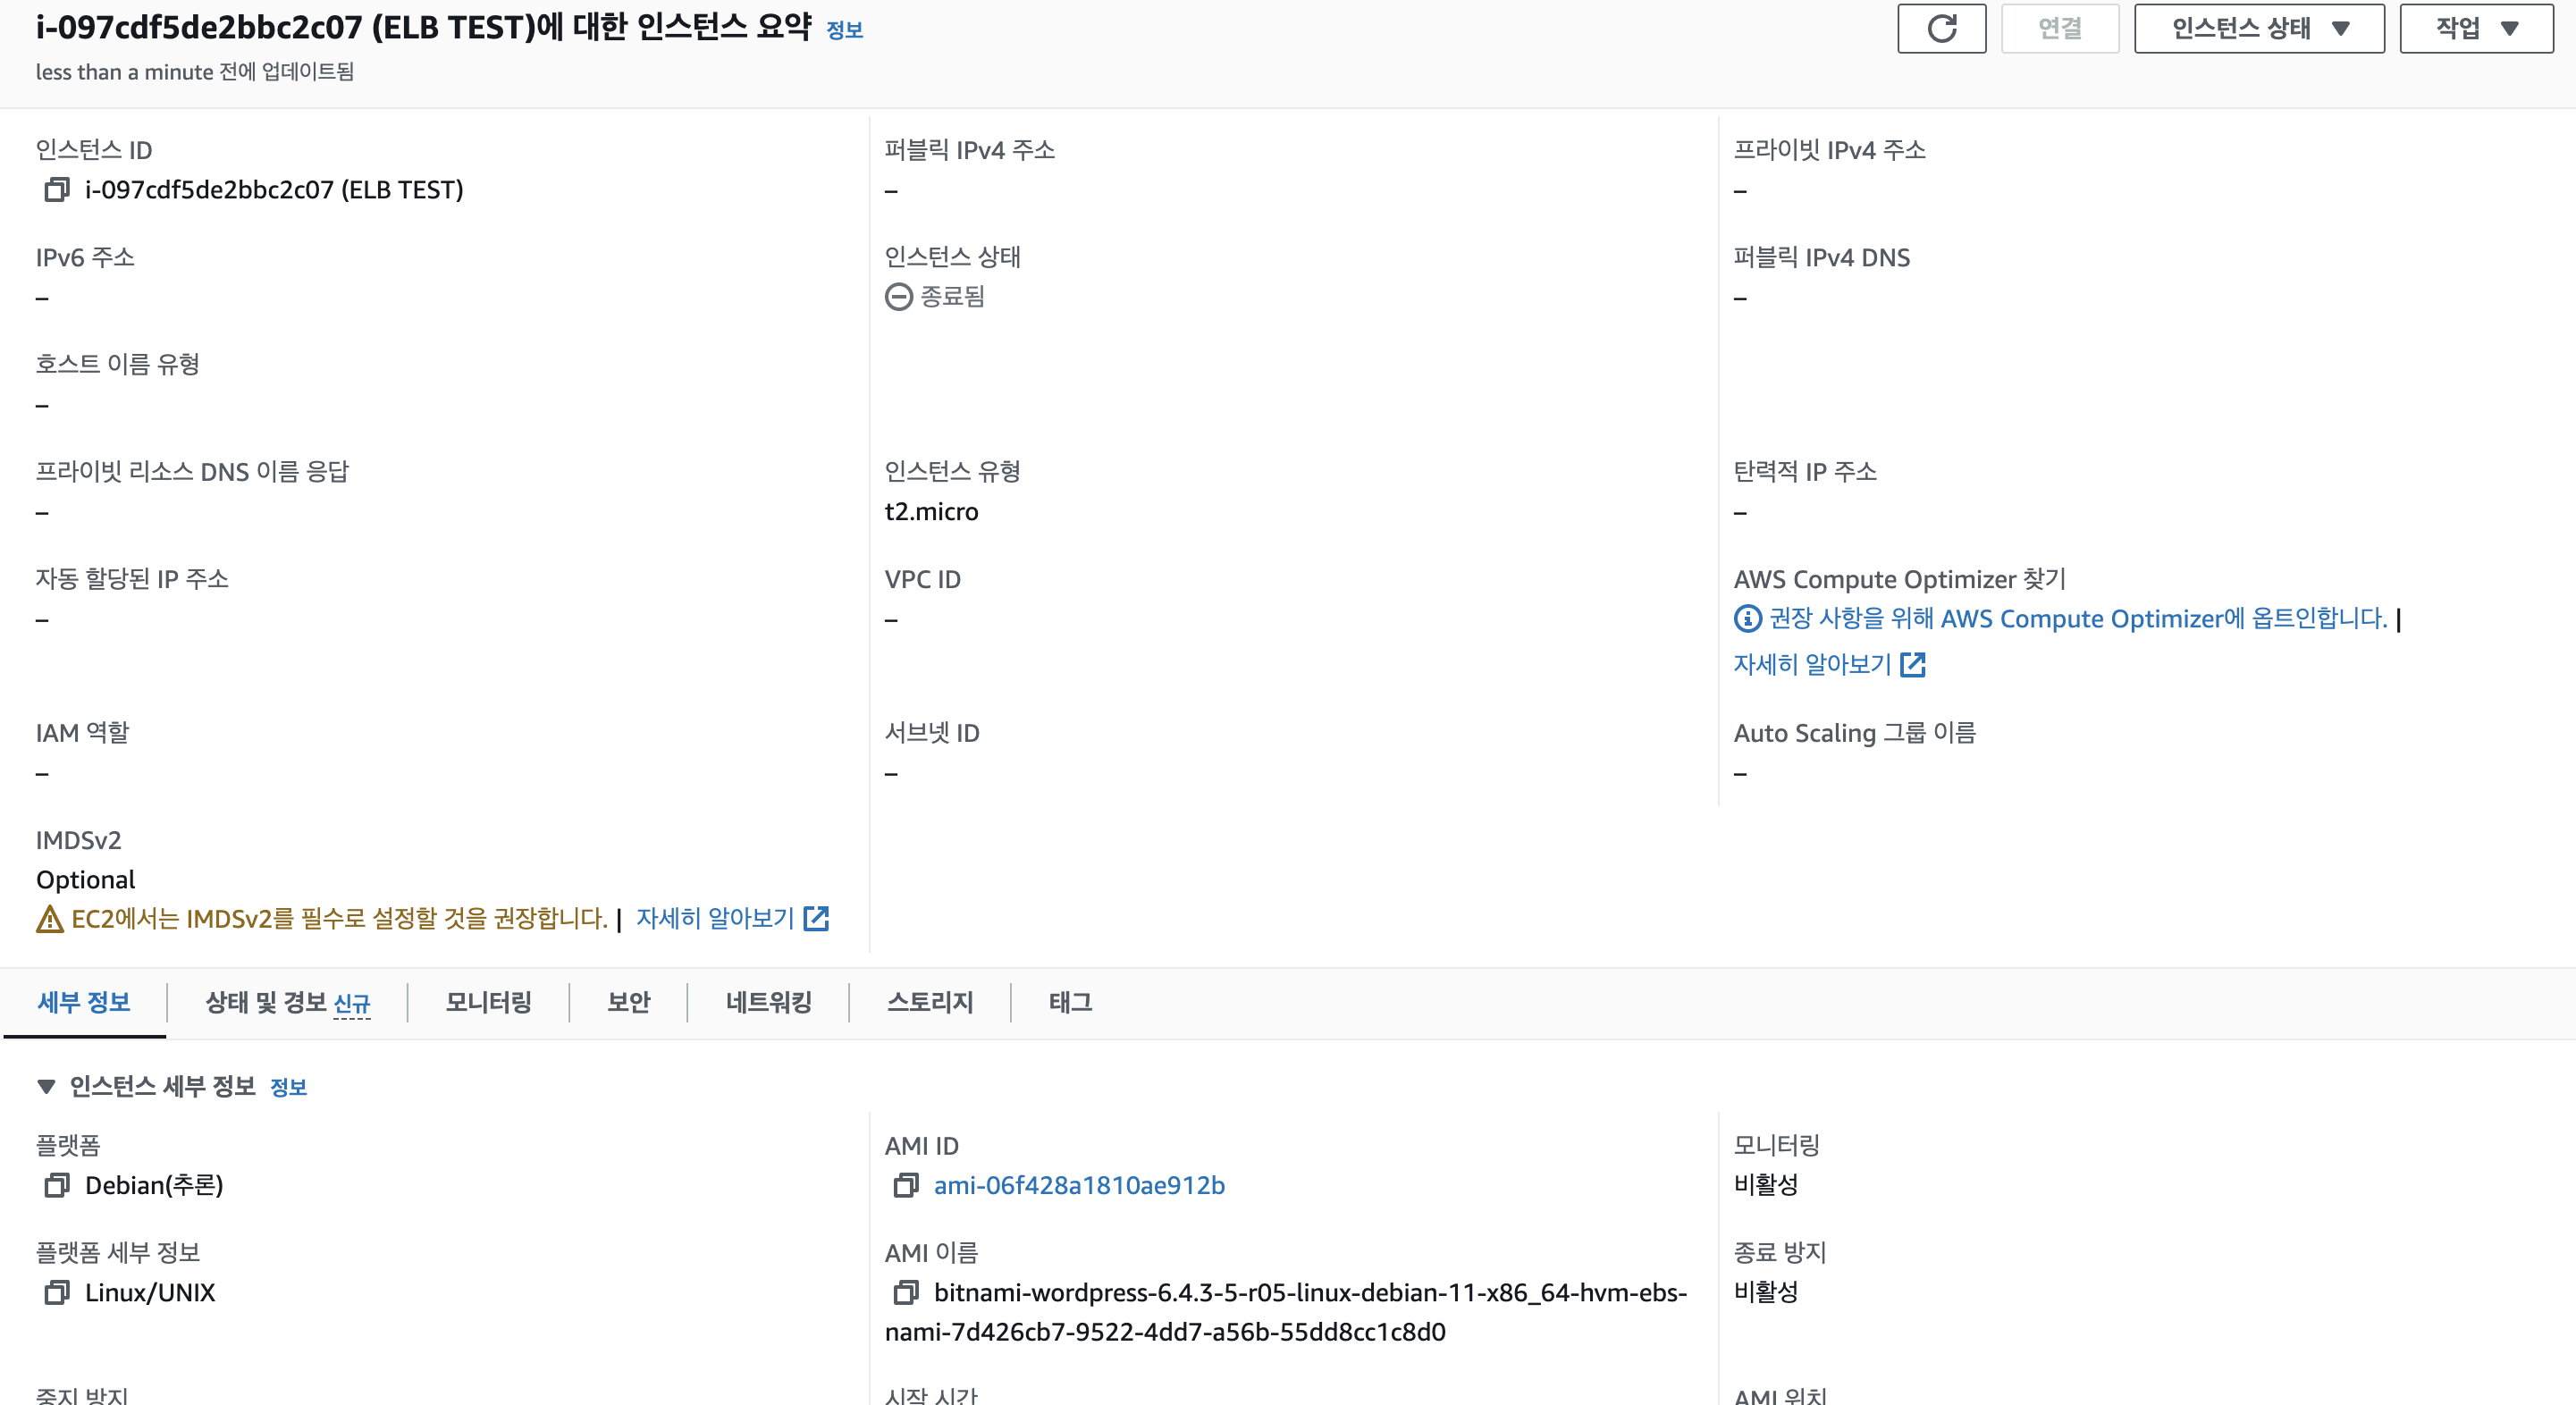 i-097cdf5de2bbc2c07 (ELB TEST)에 대한 인스턴스 요약 정보
less than a minute 전에 업데이트됨
연결
인스턴스 상태
작업
인스턴스 ID
i-097cdf5de2bbc2c07 (ELB TEST)
퍼블릭 IPv4 주소
–
프라이빗 IPv4 주소
–
IPv6 주소
–
인스턴스 상태
종료됨
퍼블릭 IPv4 DNS
–
호스트 이름 유형
–
프라이빗 리소스 DNS 이름 응답
–
인스턴스 유형
t2.micro
탄력적 IP 주소
–
자동 할당된 IP 주소
–
VPC ID
–
AWS Compute Optimizer 찾기
권장 사항을 위해 AWS Compute Optimizer에 옵트인합니다. |
자세히 알아보기
IAM 역할
–
서브넷 ID
–
Auto Scaling 그룹 이름
–
IMDSv2
Optional
EC2에서는 IMDSv2를 필수로 설정할 것을 권장합니다. | 자세히 알아보기
세부 정보
상태 및 경보 신규
모니터링
보안
네트워킹
스토리지
태그
인스턴스 세부 정보 정보
플랫폼
Debian(추론)
AMI ID
ami-06f428a1810ae912b
모니터링
비활성
플랫폼 세부 정보
Linux/UNIX
AMI 이름
bitnami-wordpress-6.4.3-5-r05-linux-debian-11-x86_64-hvm-ebs-
nami-7d426cb7-9522-4dd7-a56b-55dd8cc1c8d0
종료 방지
비활성
중지 방지
시작 시간
AMI 위치